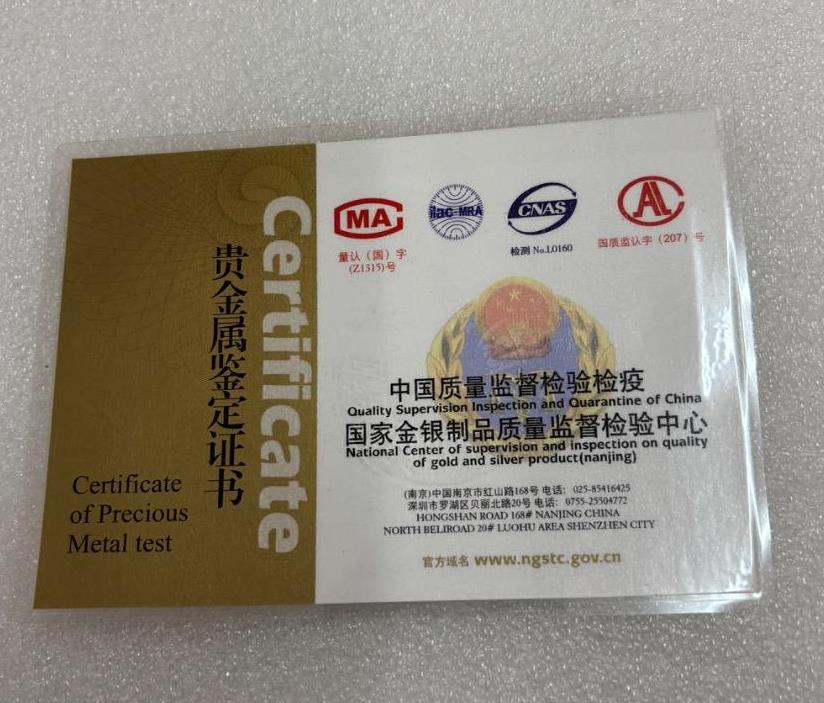 Certificate
贵金属鉴定证书
Certificate
of Precious
Metal test
MA
量认（国）字
(Z1315)号
ilac-MRA
CNAS
检测 No.L0160
AL
国质监认字（207）号
中国质量监督检验检疫
Quality Supervision Inspection and Quarantine of China
国家金银制品质量监督检验中心
National Center of supervision and inspection on quality
of gold and silver product(nanjing)
(南京)中国南京市红山路168号 电话：025-85416425
深圳市罗湖区贝丽北路20号 电话：0755-25504772
HONGSHAN ROAD 168# NANJING CHINA
NORTH BELIROAD 20# LUOHU AREA SHENZHEN CITY
官方域名 www.ngstc.gov.cn